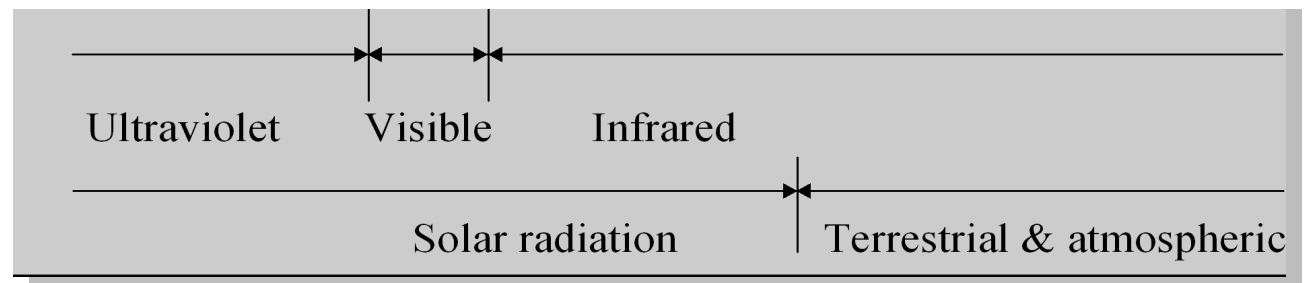 Ultraviolet Visible Infrared
Solar radiation Terrestrial & atmospheric